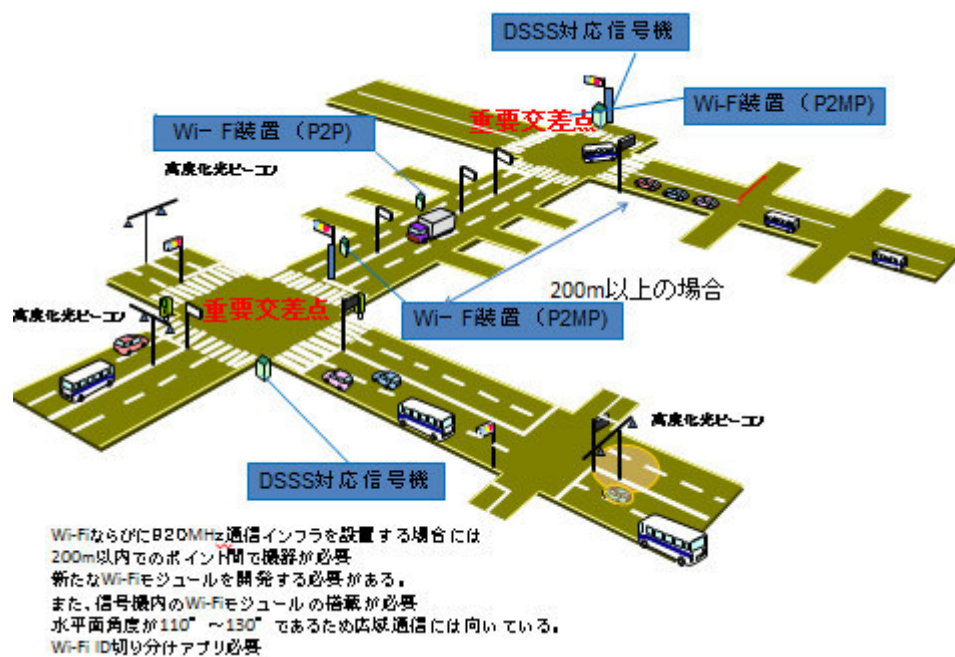 DSSS対応信号機
Wi-F装置（P2MP）
重要交差点
Wi- F装置（P2P）
高度化光ビーコン
200m以上の場合
重要交差点
高度化光ビーコン
Wi- F装置（P2MP）
高度化光ビーコン
DSSS対応信号機
Wi-Fiならびに920MHz通信インフラを設置する場合には
200m以内でのポイント間で機器が必要
新たなWi-Fiモジュールを開発する必要がある。
また、信号機内のWi-Fiモジュールの搭載が必要
水平面角度が110°～130°であるため広域通信には向いている。
Wi-Fi ID切り分けアプリ必要